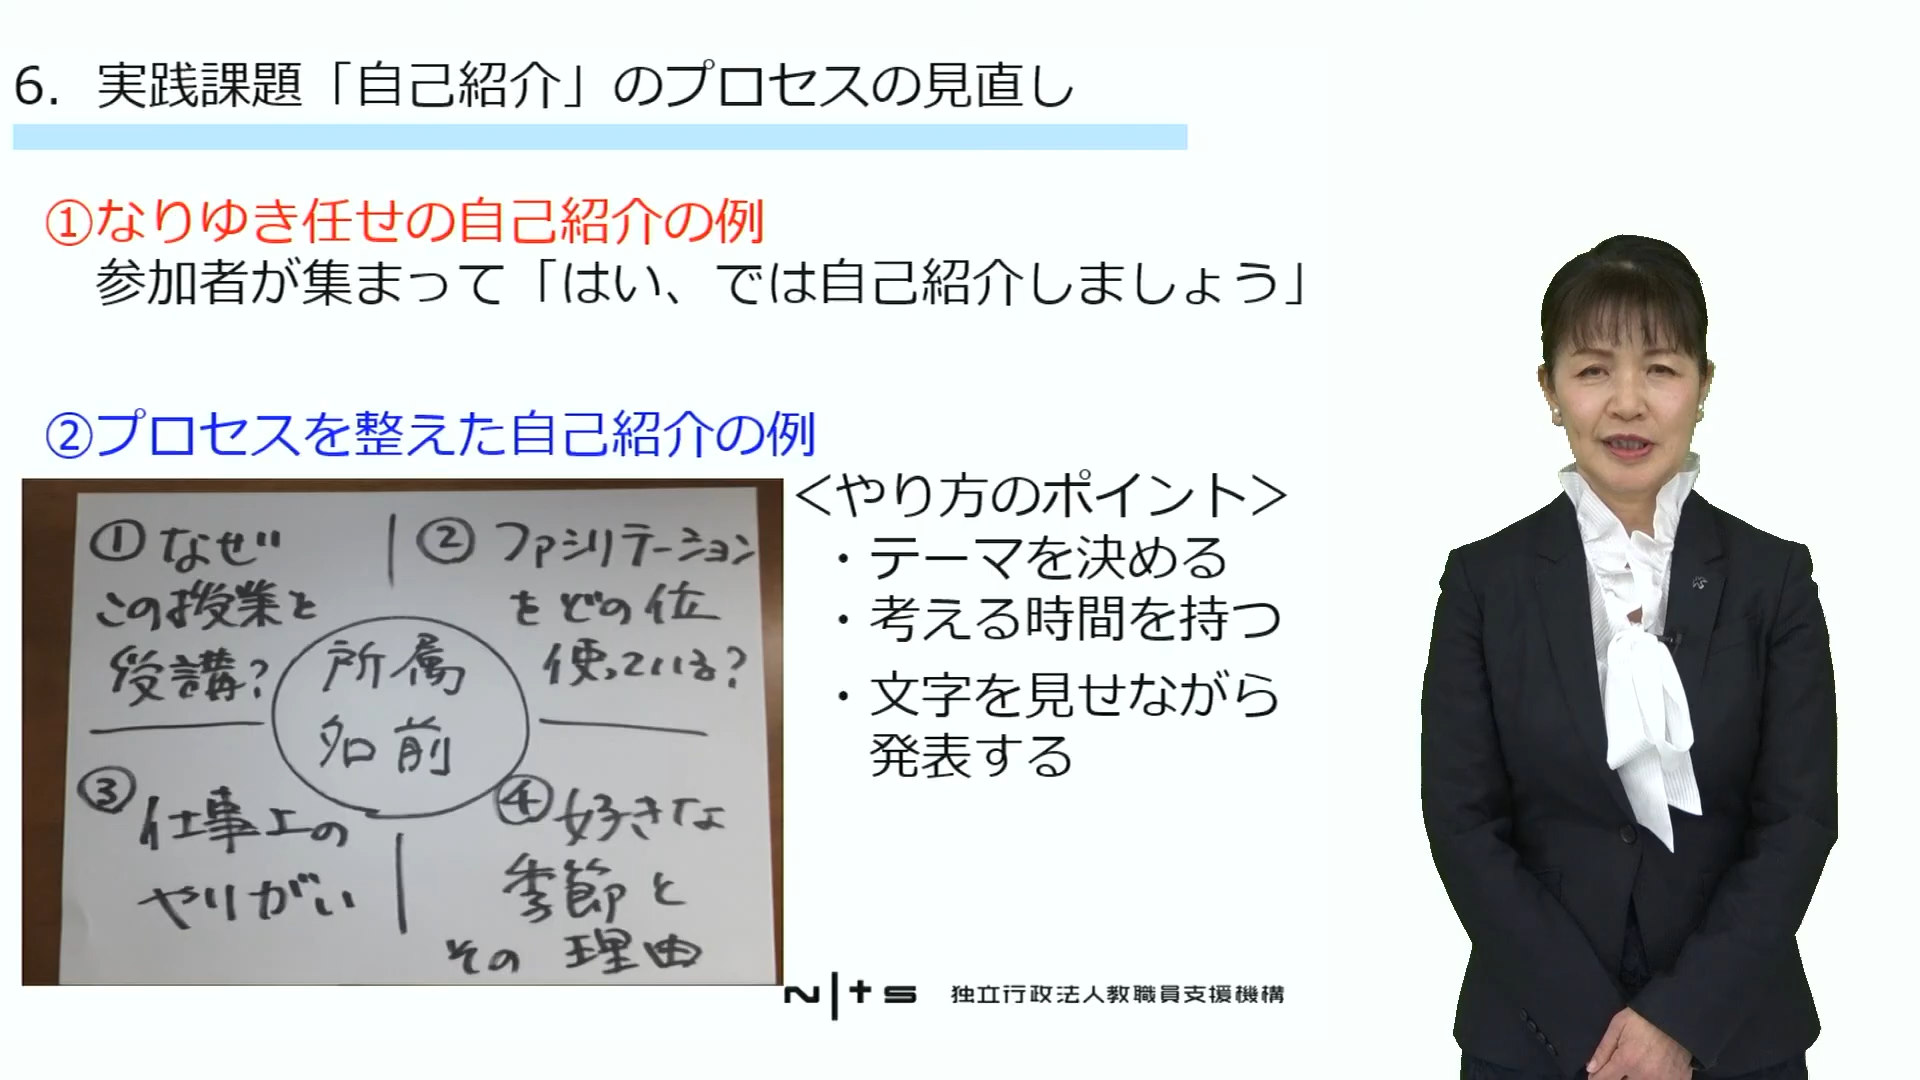 6. 実践課題「自己紹介」のプロセスの見直し
①なりゆき任せの自己紹介の例
参加者が集まって「はい、では自己紹介しましょう」
②プロセスを整えた自己紹介の例
①なぜ
この授業を
受講?
②ファシリテーション
をどの位
使っている?
所属
名前
③仕事上の
やりがい
④好きな
季節と
その理由
＜やり方のポイント＞
・テーマを決める
・考える時間を持つ
・文字を見せながら
発表する
N|ts 独立行政法人教職員支援機構